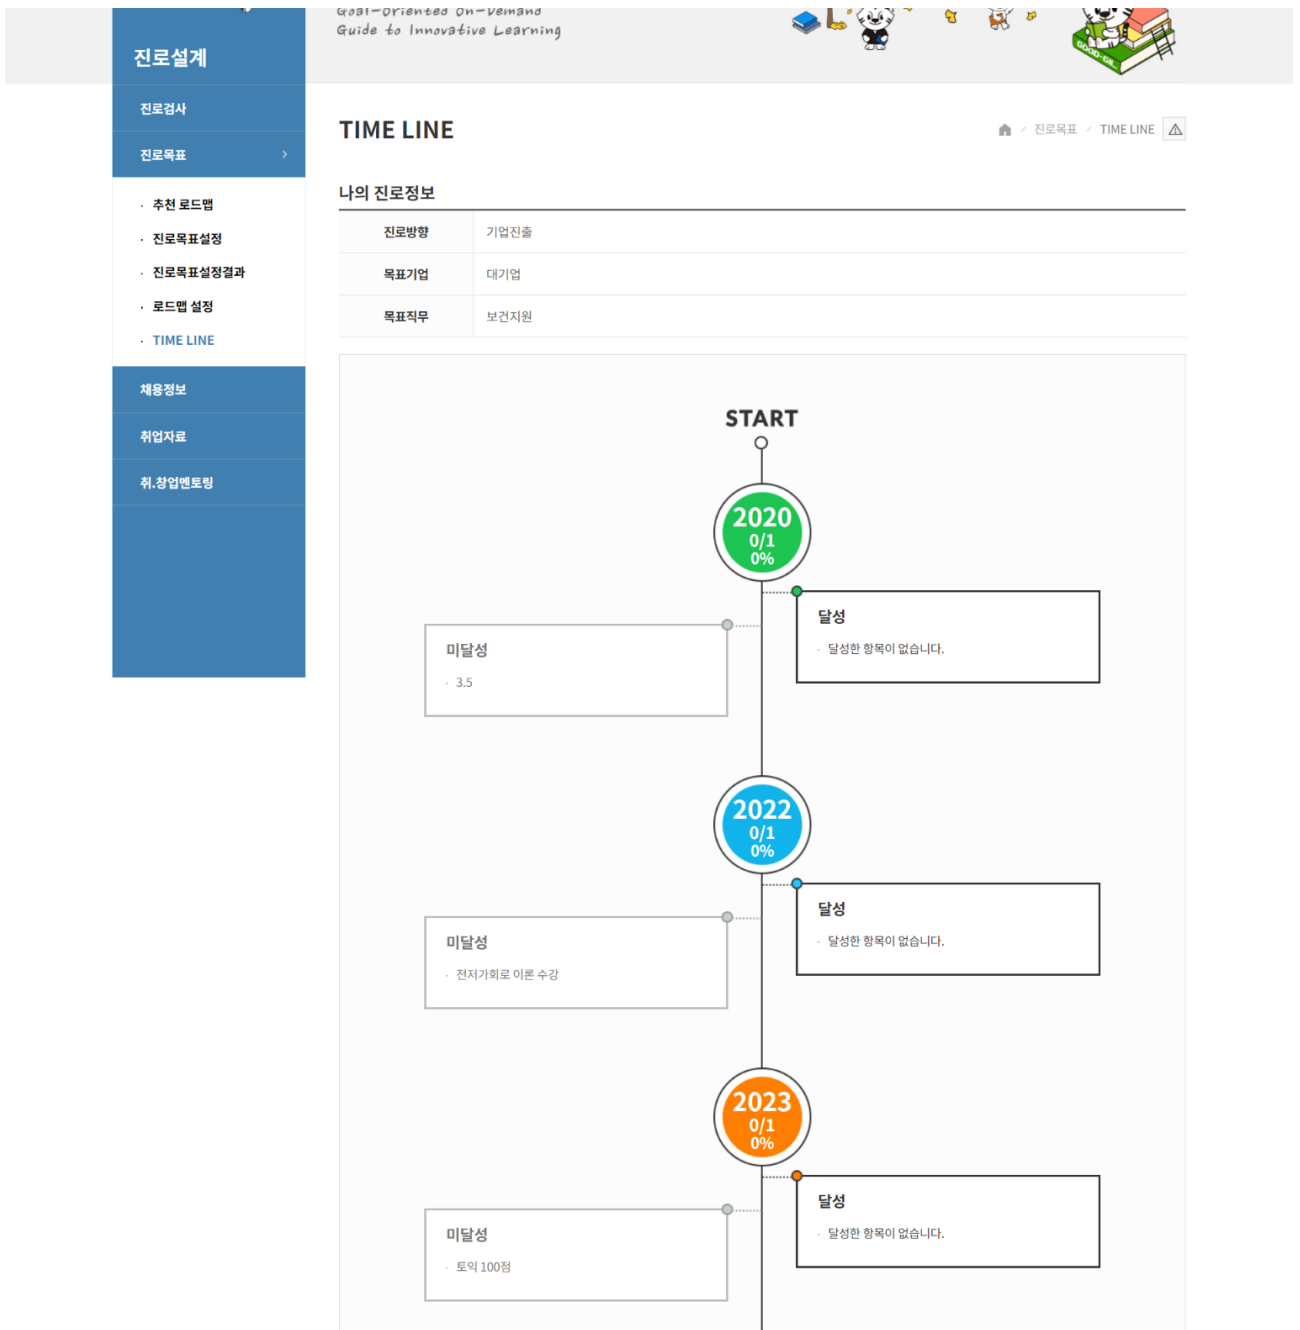 Goal-Oriented On-Demand
Guide to Innovative Learning
GOOD-GIL
진로설계
진로검사
진로목표
· 추천 로드맵
· 진로목표설정
· 진로목표설정결과
· 로드맵 설정
· TIME LINE
채용정보
취업자료
취.창업멘토링
TIME LINE
진로목표 / TIME LINE
나의 진로정보
진로방향 기업진출
목표기업 대기업
목표직무 보건지원
START
2020
0/1
0%
달성
· 달성한 항목이 없습니다.
미달성
· 3.5
2022
0/1
0%
달성
· 달성한 항목이 없습니다.
미달성
· 전저가회로 이론 수강
2023
0/1
0%
달성
· 달성한 항목이 없습니다.
미달성
· 토익 100점